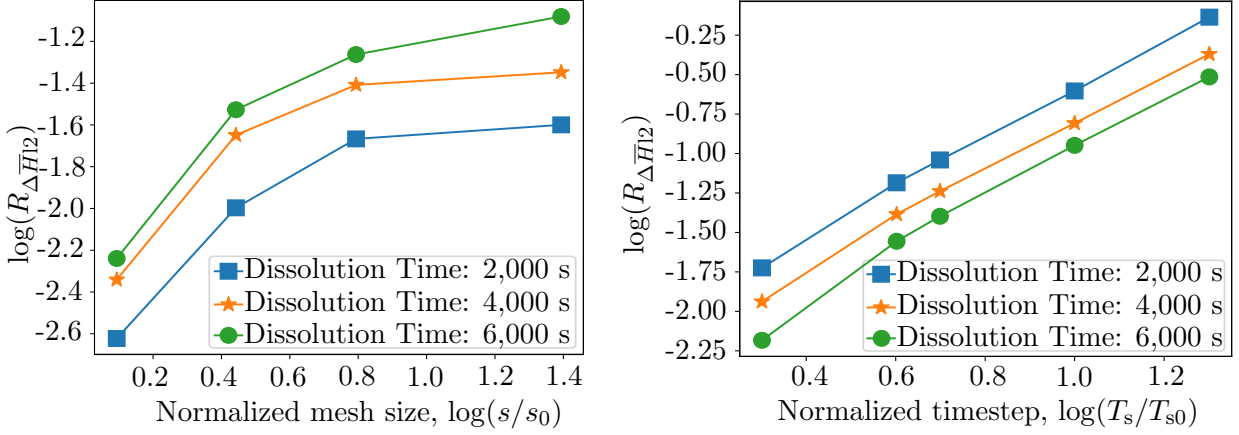 log(R_{ΔH̅12})
-1.2
-1.4
-1.6
-1.8
-2.0
-2.2
-2.4
-2.6
Dissolution Time: 2,000 s
Dissolution Time: 4,000 s
Dissolution Time: 6,000 s
0.2 0.4 0.6 0.8 1.0 1.2 1.4
Normalized mesh size, log(s/s₀)
log(R_{ΔH̅12})
-0.25
-0.50
-0.75
-1.00
-1.25
-1.50
-1.75
-2.00
-2.25
Dissolution Time: 2,000 s
Dissolution Time: 4,000 s
Dissolution Time: 6,000 s
0.4 0.6 0.8 1.0 1.2
Normalized timestep, log(T_s/T_{s0})